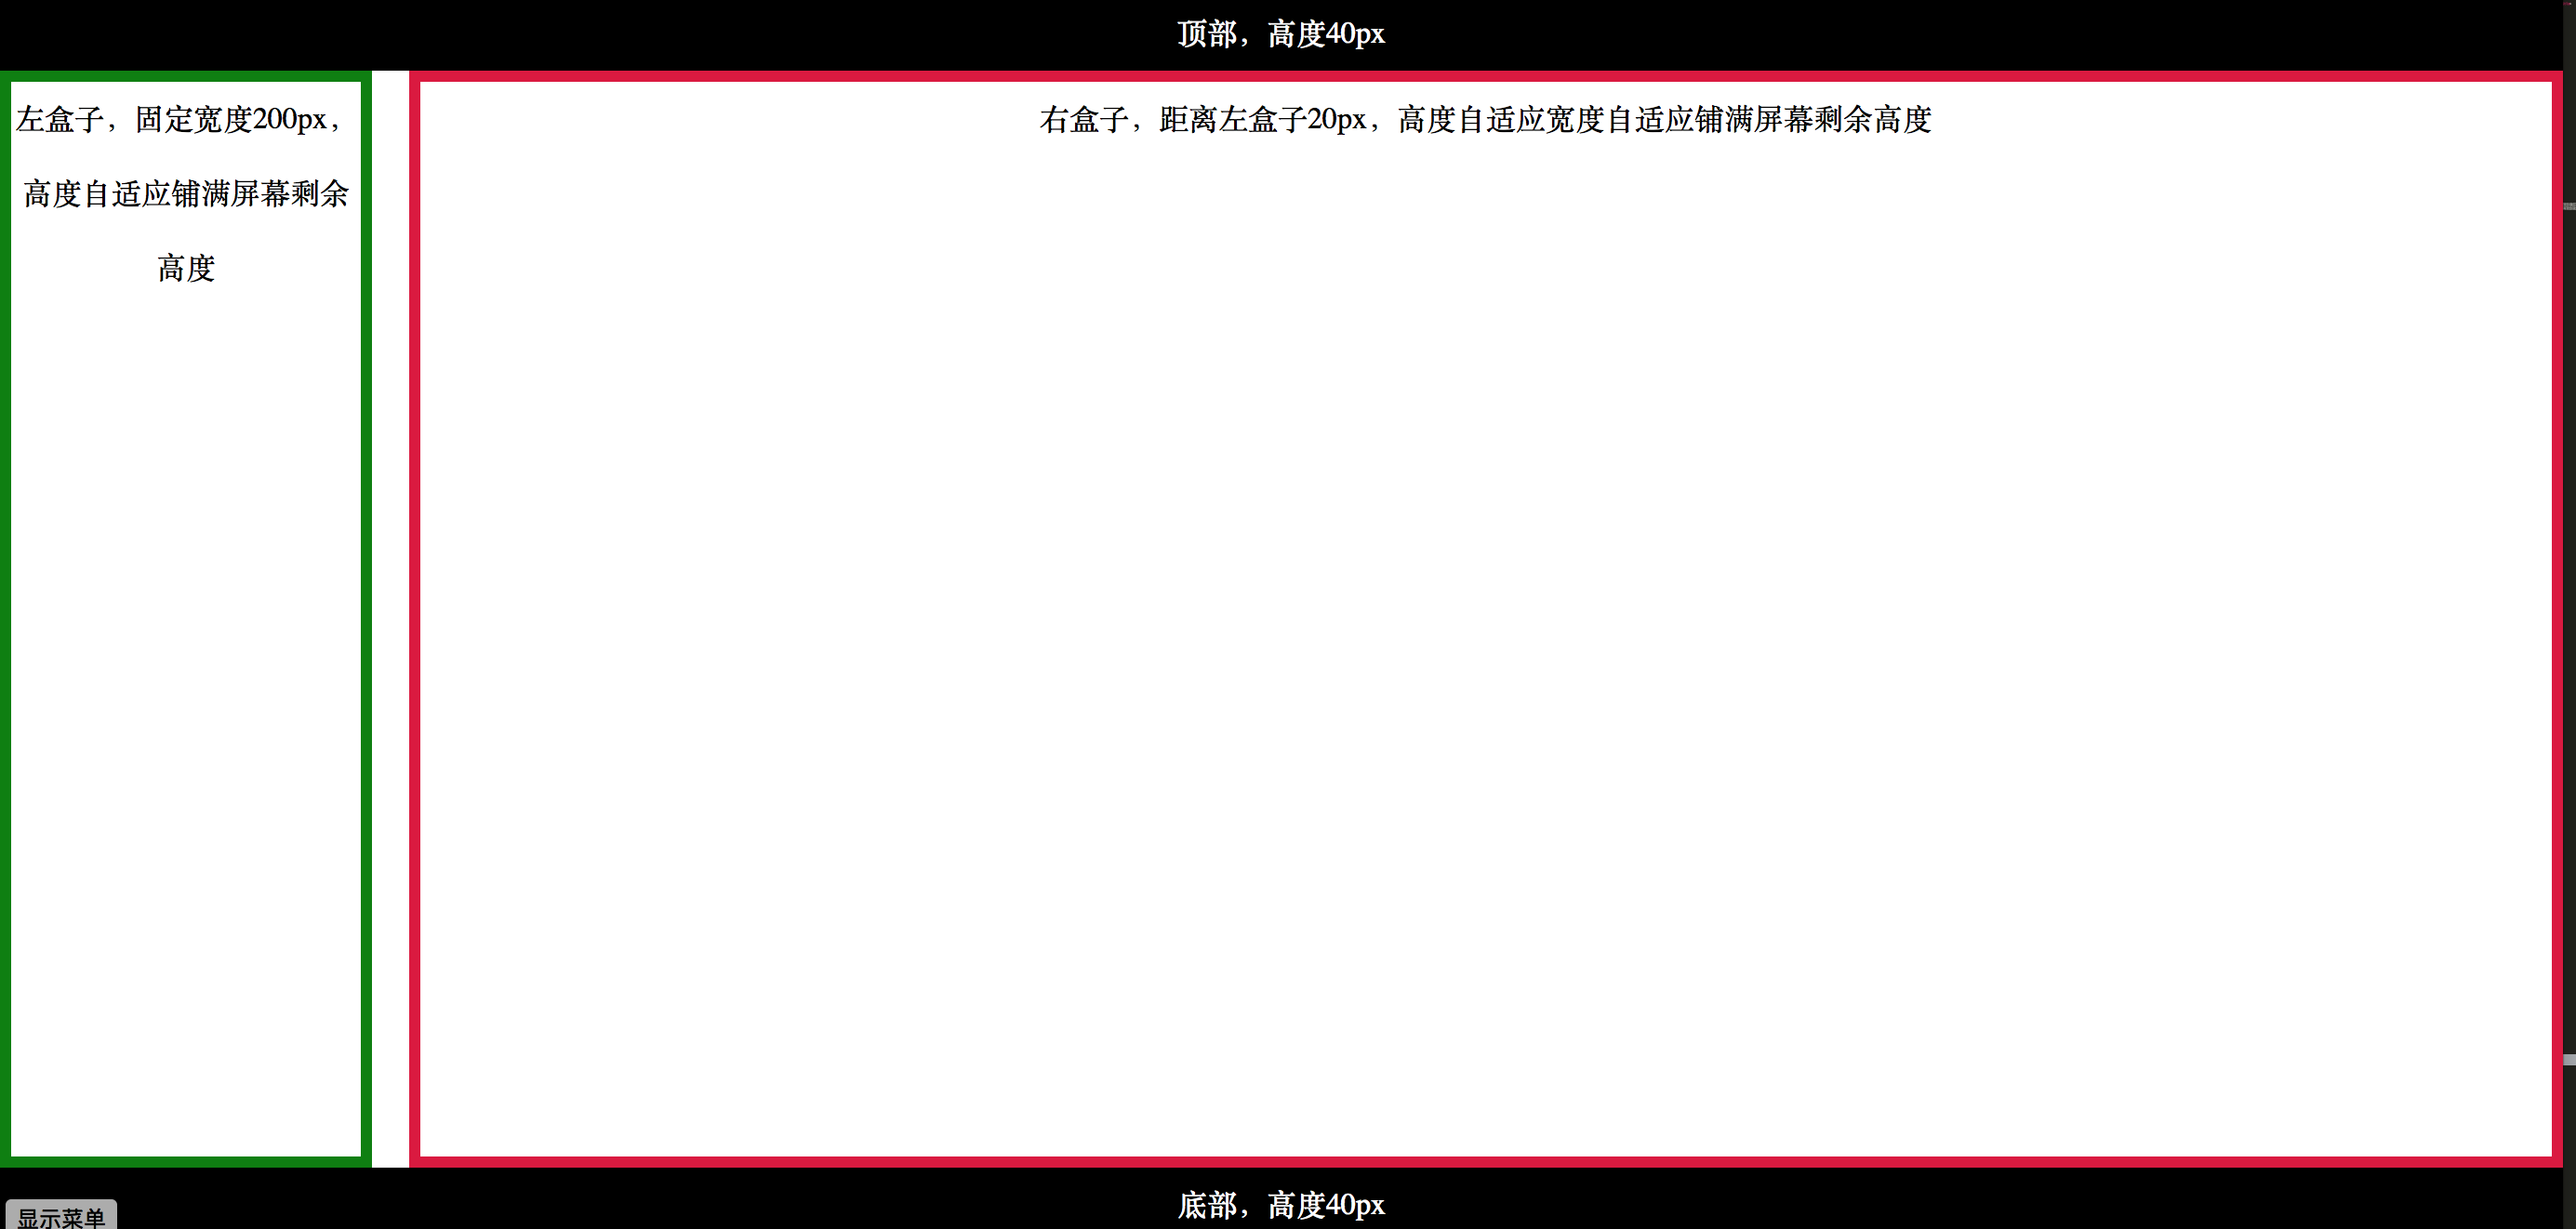 顶部，高度40px
左盒子，固定宽度200px，
高度自适应铺满屏幕剩余
高度
右盒子，距离左盒子20px，高度自适应宽度自适应铺满屏幕剩余高度
底部，高度40px
显示菜单